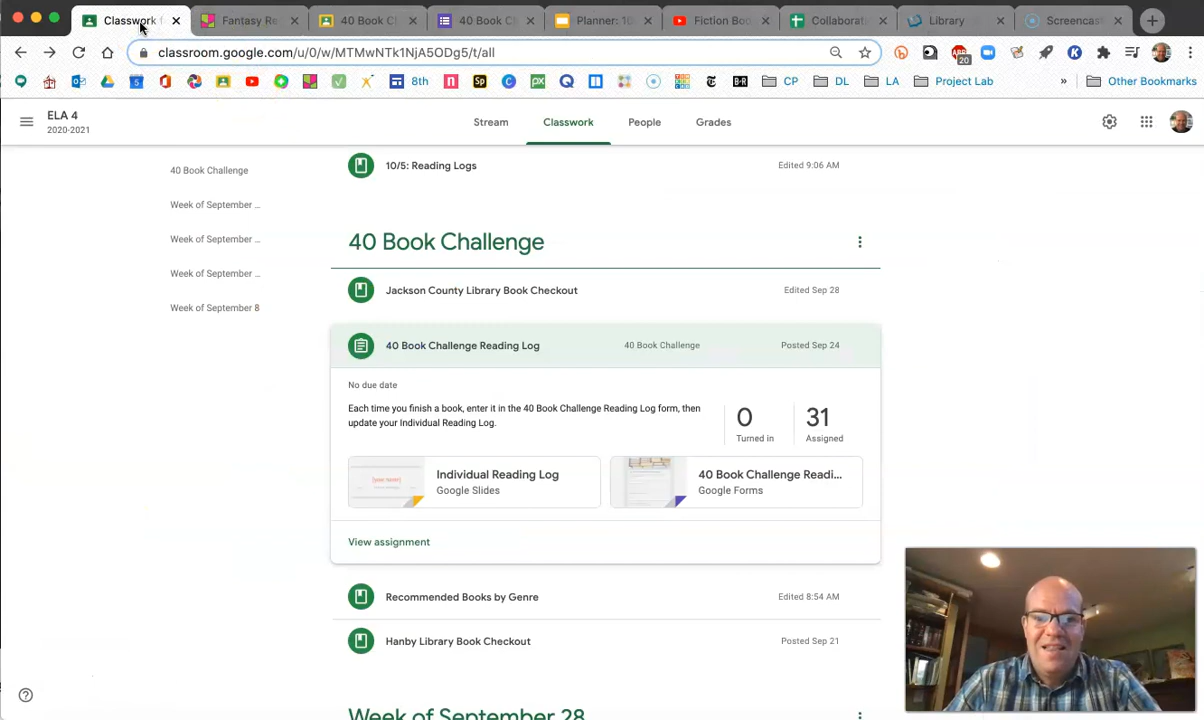 Classwork f
Fantasy Re
40 Book C
40 Book C
Planner: 1
Fiction Boo
Collaborat
Library
Screencas
classroom.google.com/u/0/w/MTMwNTk1NjA5ODg5/t/all
20
8th
CP
DL
LA
Project Lab
»
Other Bookmarks
ELA 4
2020-2021
Stream
Classwork
People
Grades
40 Book Challenge
Week of September ...
Week of September ...
Week of September ...
Week of September 8
10/5: Reading Logs
Edited 9:06 AM
40 Book Challenge
Jackson County Library Book Checkout
Edited Sep 28
40 Book Challenge Reading Log
40 Book Challenge
Posted Sep 24
No due date
Each time you finish a book, enter it in the 40 Book Challenge Reading Log form, then
update your Individual Reading Log.
0
Turned in
31
Assigned
Individual Reading Log
Google Slides
40 Book Challenge Readi...
Google Forms
View assignment
Recommended Books by Genre
Edited 8:54 AM
Hanby Library Book Checkout
Posted Sep 21
Week of September 28